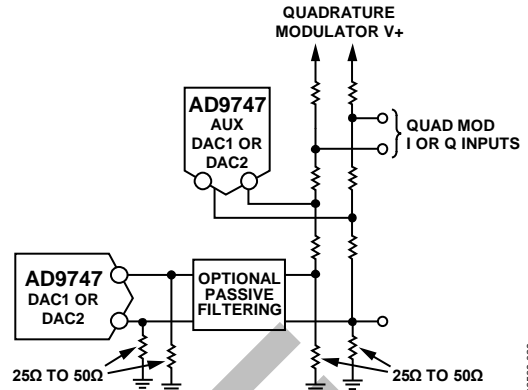 QUADRATURE
MODULATOR V+
AD9747
AUX
DAC1 OR
DAC2
QUAD MOD
I OR Q INPUTS
AD9747
DAC1 OR
DAC2
OPTIONAL
PASSIVE
FILTERING
25Ω TO 50Ω
25Ω TO 50Ω